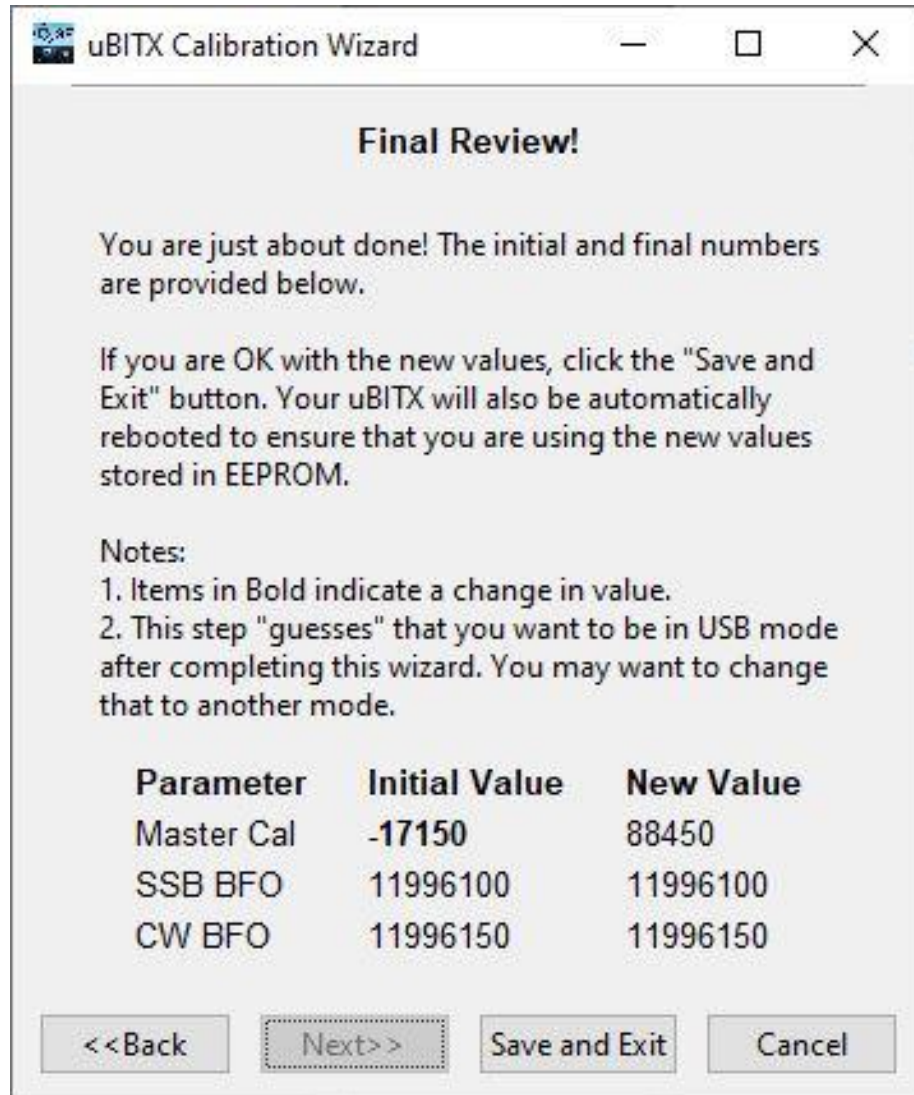 uBITX Calibration Wizard
Final Review!
You are just about done! The initial and final numbers
are provided below.
If you are OK with the new values, click the "Save and
Exit" button. Your uBITX will also be automatically
rebooted to ensure that you are using the new values
stored in EEPROM.
Notes:
1. Items in Bold indicate a change in value.
2. This step "guesses" that you want to be in USB mode
after completing this wizard. You may want to change
that to another mode.
Parameter Initial Value New Value
Master Cal -17150 88450
SSB BFO 11996100 11996100
CW BFO 11996150 11996150
<<Back Next>> Save and Exit Cancel